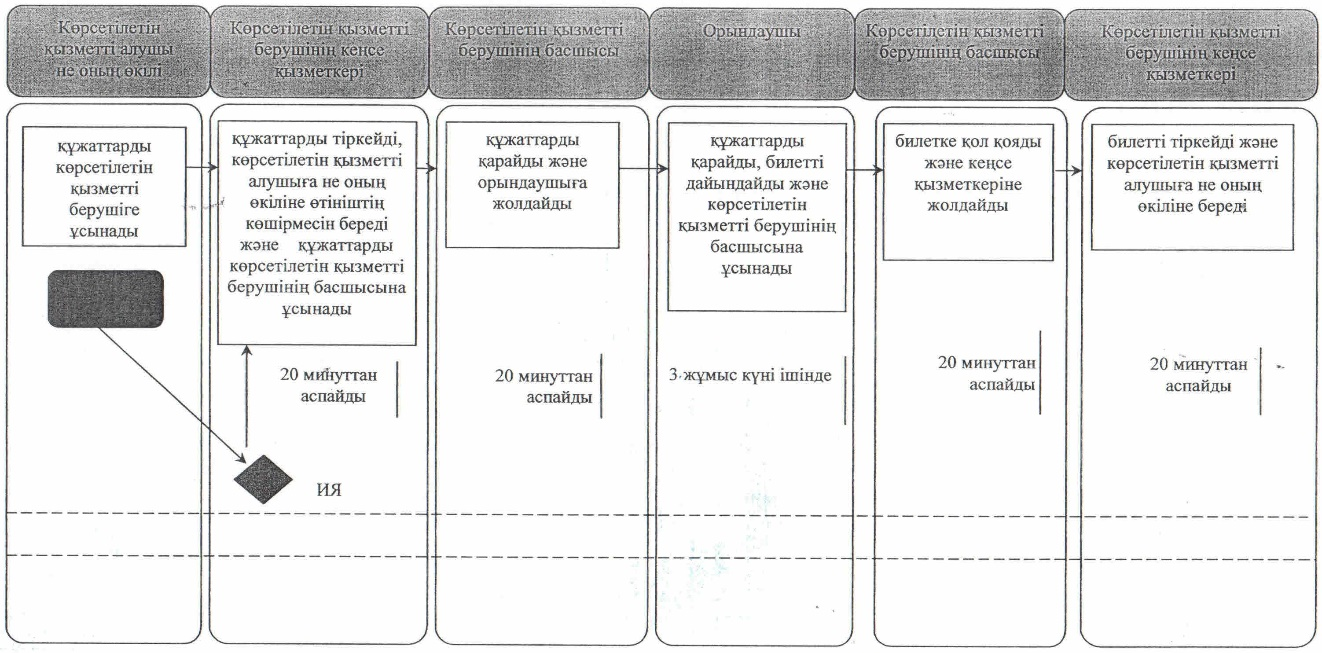 Көрсетілетін
қызметті алушы
не оның өкілі
Көрсетілетін қызметті
берушінің кеңсе
қызметкері
Көрсетілетін қызметті
берушінің басшысы
Орындаушы
Көрсетілетін қызметті
берушінің басшысы
Көрсетілетін қызметті
берушінің кеңсе
қызметкері
құжаттарды
көрсетілетін
қызметті
берушіге
ұсынады
құжаттарды тіркейді,
көрсетілетін қызметті
алушыға не оның
өкіліне өтініштің
көшірмесін береді
және құжаттарды
көрсетілетін қызметті
берушінің басшысына
ұсынады
құжаттарды
қарайды және
орындаушыға
жолдайды
құжаттарды
қарайды, билетті
дайындайды және
көрсетілетін
қызметті берушінің
басшысына
ұсынады
билетке қол қояды
және кеңсе
қызметкеріне
жолдайды
билетті тіркейді және
көрсетілетін қызметті
алушыға не оның
өкіліне береді
20 минуттан
аспайды
20 минуттан
аспайды
3 жұмыс күні ішінде
20 минуттан
аспайды
20 минуттан
аспайды
ИЯ